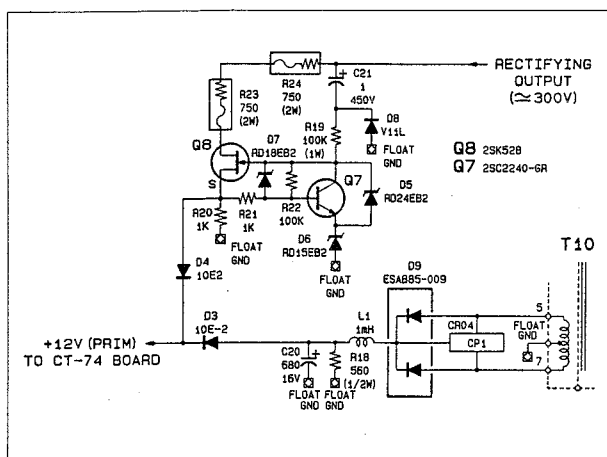 R24
750
(2W)
C21
1
450V
RECTIFYING
OUTPUT
(≃300V)
R23
750
(2W)
D8
V11L
R19
100K
(1W)
FLOAT
GND
Q8
D7
RD18EB2
Q7
Q8 2SK528
Q7 2SC2240-GR
S
D5
RD24EB2
R20
1K
R21
1K
R22
100K
FLOAT
GND
D6
RD15EB2
FLOAT
GND
D4
10E2
D9
ESAB85-009
T10
5
D3
10E-2
L1
1mH
CR04
CP1
FLOAT
GND
+12V (PRIM)
TO CT-74 BOARD
C20
680
16V
R18
560
(1/2W)
7
FLOAT
GND
FLOAT
GND